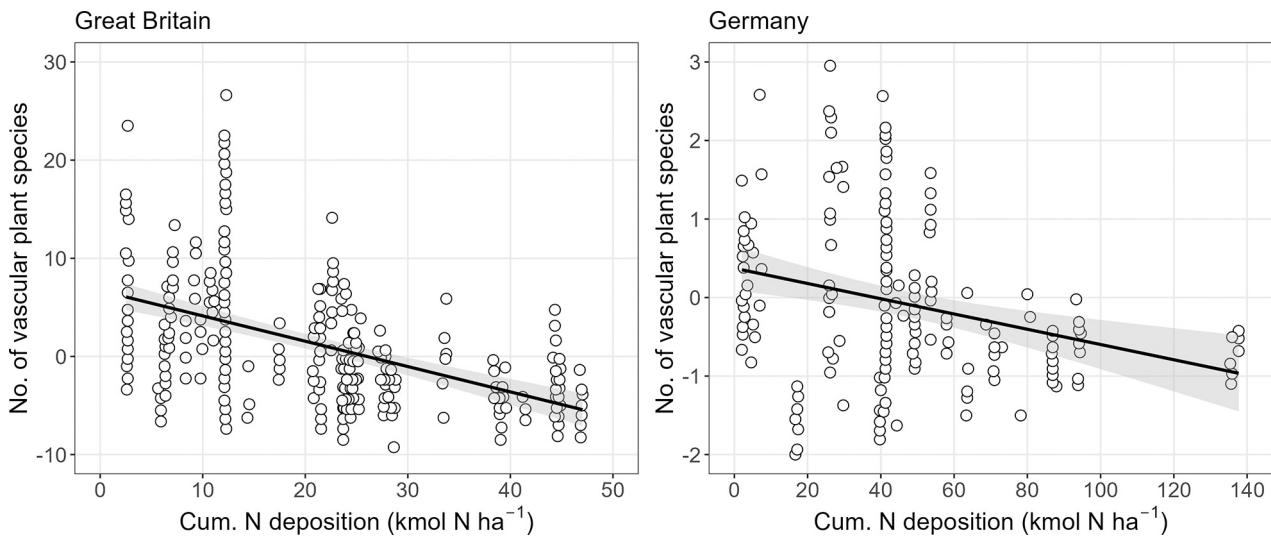 Great Britain
No. of vascular plant species
30
20
10
0
-10
0 10 20 30 40 50
Cum. N deposition (kmol N ha⁻¹)
Germany
No. of vascular plant species
3
2
1
0
-1
-2
0 20 40 60 80 100 120 140
Cum. N deposition (kmol N ha⁻¹)